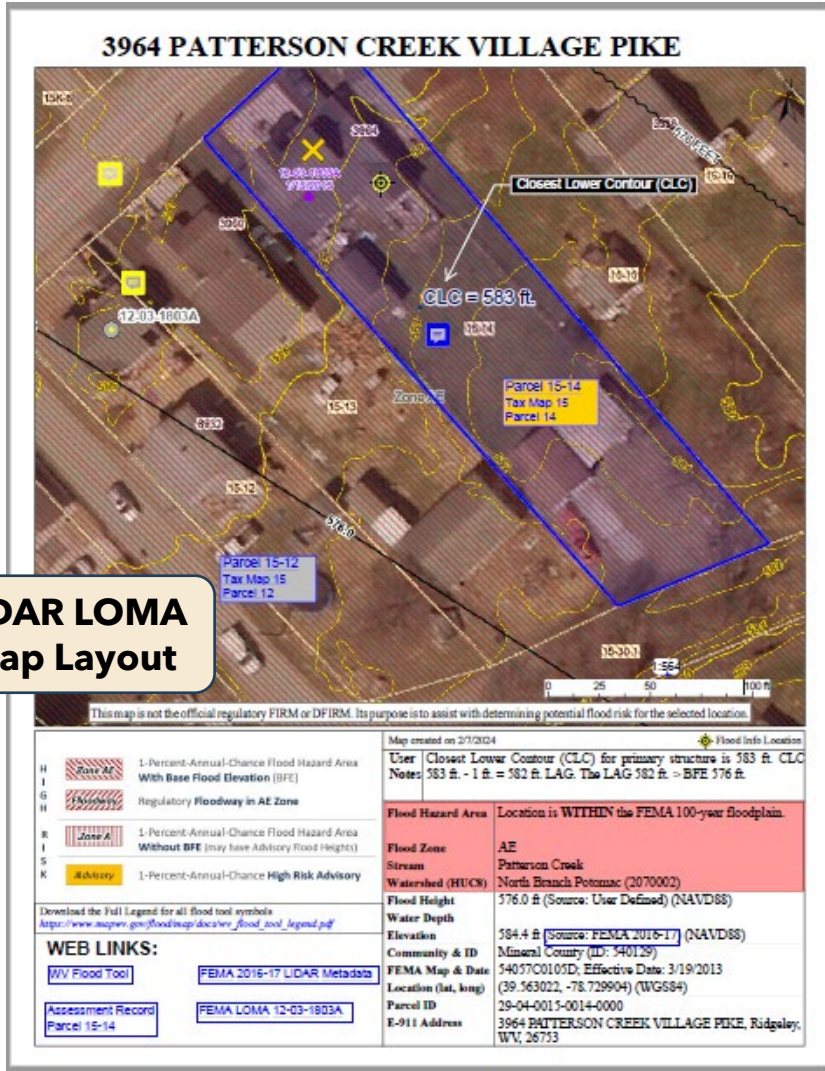 3964 PATTERSON CREEK VILLAGE PIKE
3964
12-03-1803A
Closest Lower Contour (CLC)
15-16
3950
15-15
CLC = 583 ft.
12-03-1803A
15-14
Zone AE
Parcel 15-14
Tax Map 15
Parcel 14
15-13
3932
15-12
576.0
Parcel 15-12
Tax Map 15
Parcel 12
DAR LOMA
ap Layout
15-30.1
1:564
0 25 50 100 ft
This map is not the official regulatory FIRM or DFIRM. Its purpose is to assist with determining potential flood risk for the selected location.
HIGH RISK
Zone AE
1-Percent-Annual-Chance Flood Hazard Area
With Base Flood Elevation (BFE)
Floodway
Regulatory Floodway in AE Zone
Zone A
1-Percent-Annual-Chance Flood Hazard Area
Without BFE (may have Advisory Flood Heights)
Advisory
1-Percent-Annual-Chance High Risk Advisory
Download the Full Legend for all flood tool symbols
https://www.mapwv.gov/flood/map/docs/wv_flood_tool_legend.pdf
WEB LINKS:
WV Flood Tool
FEMA 2016-17 LIDAR Metadata
Assessment Record
Parcel 15-14
FEMA LOMA 12-03-1803A
Map created on 2/7/2024
Flood Info Location
User Notes
Closest Lower Contour (CLC) for primary structure is 583 ft. CLC
583 ft. - 1 ft. = 582 ft. LAG. The LAG 582 ft. > BFE 576 ft.
Flood Hazard Area Location is WITHIN the FEMA 100-year floodplain.
Flood Zone AE
Stream Patterson Creek
Watershed (HUC8) North Branch Potomac (2070002)
Flood Height 576.0 ft (Source: User Defined) (NAVD88)
Water Depth
Elevation 584.4 ft (Source: FEMA 2016-17) (NAVD88)
Community & ID Mineral County (ID: 540129)
FEMA Map & Date 54057C0105D; Effective Date: 3/19/2013
Location (lat, long) (39.563022, -78.729904) (WGS84)
Parcel ID 29-04-0015-0014-0000
E-911 Address 3964 PATTERSON CREEK VILLAGE PIKE, Ridgeley,
WV, 26753